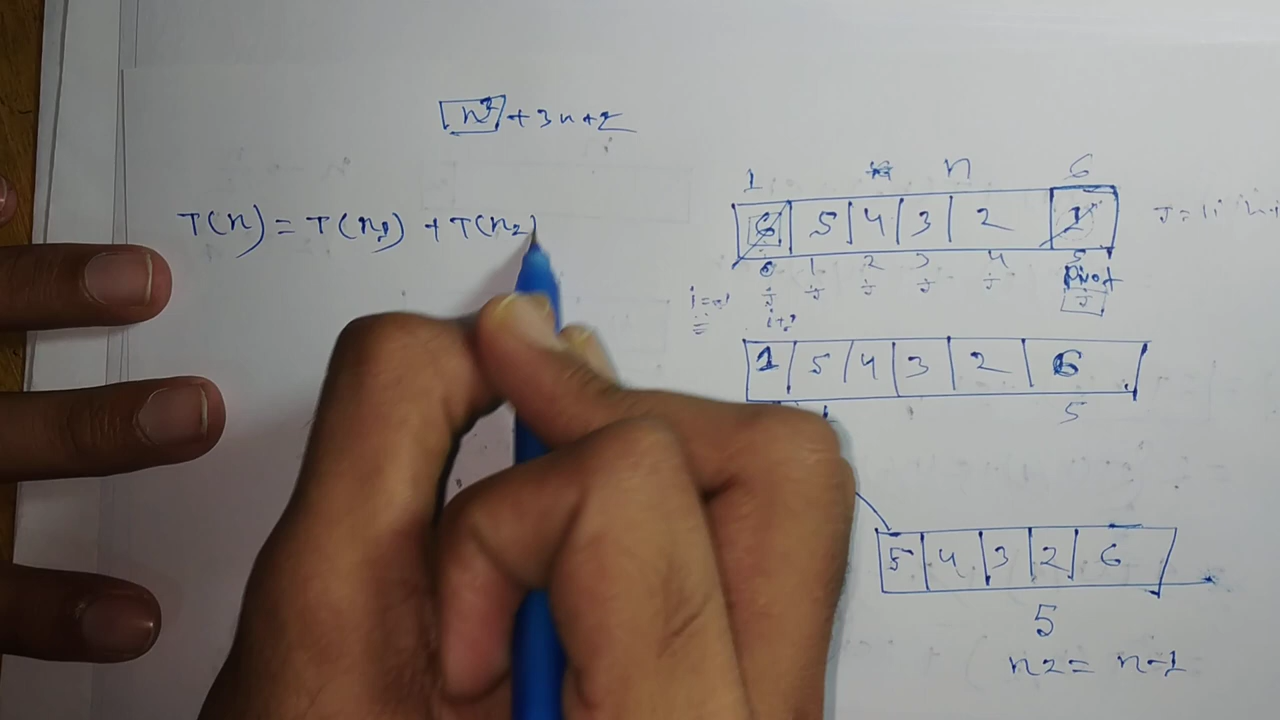 n² + 3n + 2
T(n) = T(n₁) + T(n₂)
1 n 6
6 5 4 3 2 1
0 1 2 3 4 5
J J J J J Pivot
J
1 5 4 3 2 6
5
5 4 3 2 6
5
n2 = n-1